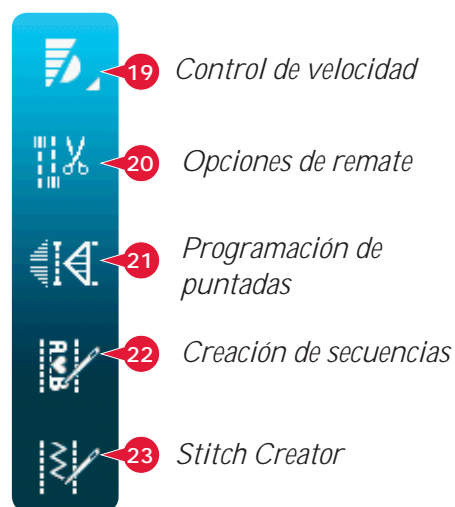 19 Control de velocidad
20 Opciones de remate
21 Programación de
puntadas
22 Creación de secuencias
A♥B
23 Stitch Creator